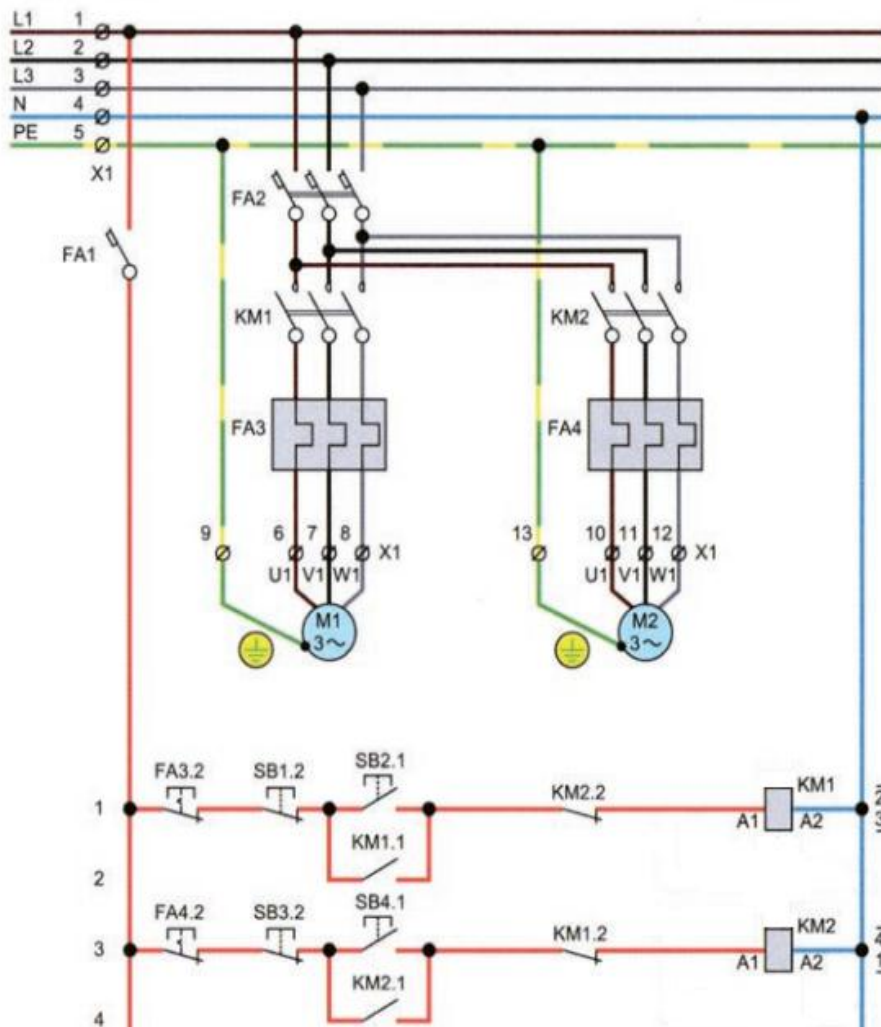 L1 1
L2 2
L3 3
N 4
PE 5
X1
FA2
FA1
KM1
KM2
FA3
FA4
9 6 7 8 X1
13 10 11 12 X1
U1 V1 W1
U1 V1 W1
M1
3～
M2
3～
SB2.1
FA3.2 SB1.2
KM2.2
KM1
1
A1 A2
KM1.1
2
SB4.1
FA4.2 SB3.2
KM1.2
KM2
3
A1 A2
KM2.1
4